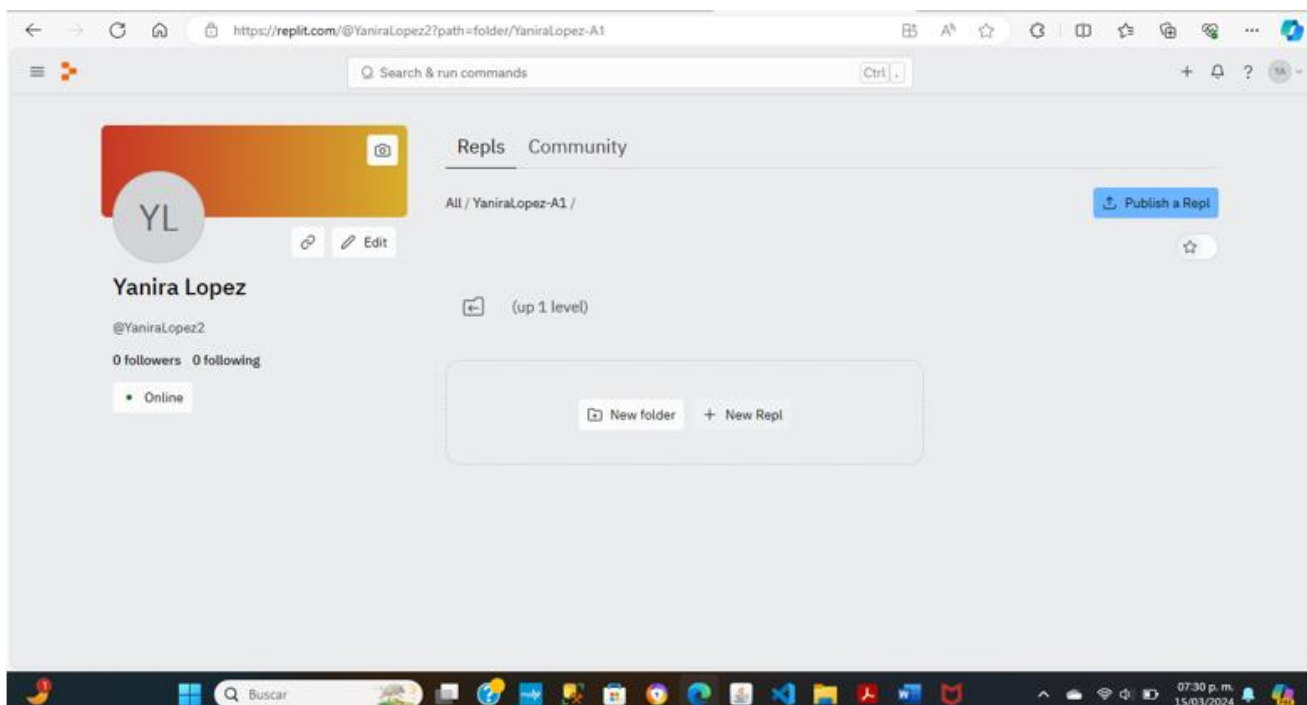 https://replit.com/@YaniraLopez2?path=folder/YaniraLopez-A1
Search & run commands
Ctrl .
YA
Repls Community
All / YaniraLopez-A1 /
Publish a Repl
YL
Edit
Yanira Lopez
(up 1 level)
@YaniraLopez2
0 followers 0 following
Online
New folder + New Repl
Buscar
07:30 p. m.
15/03/2024